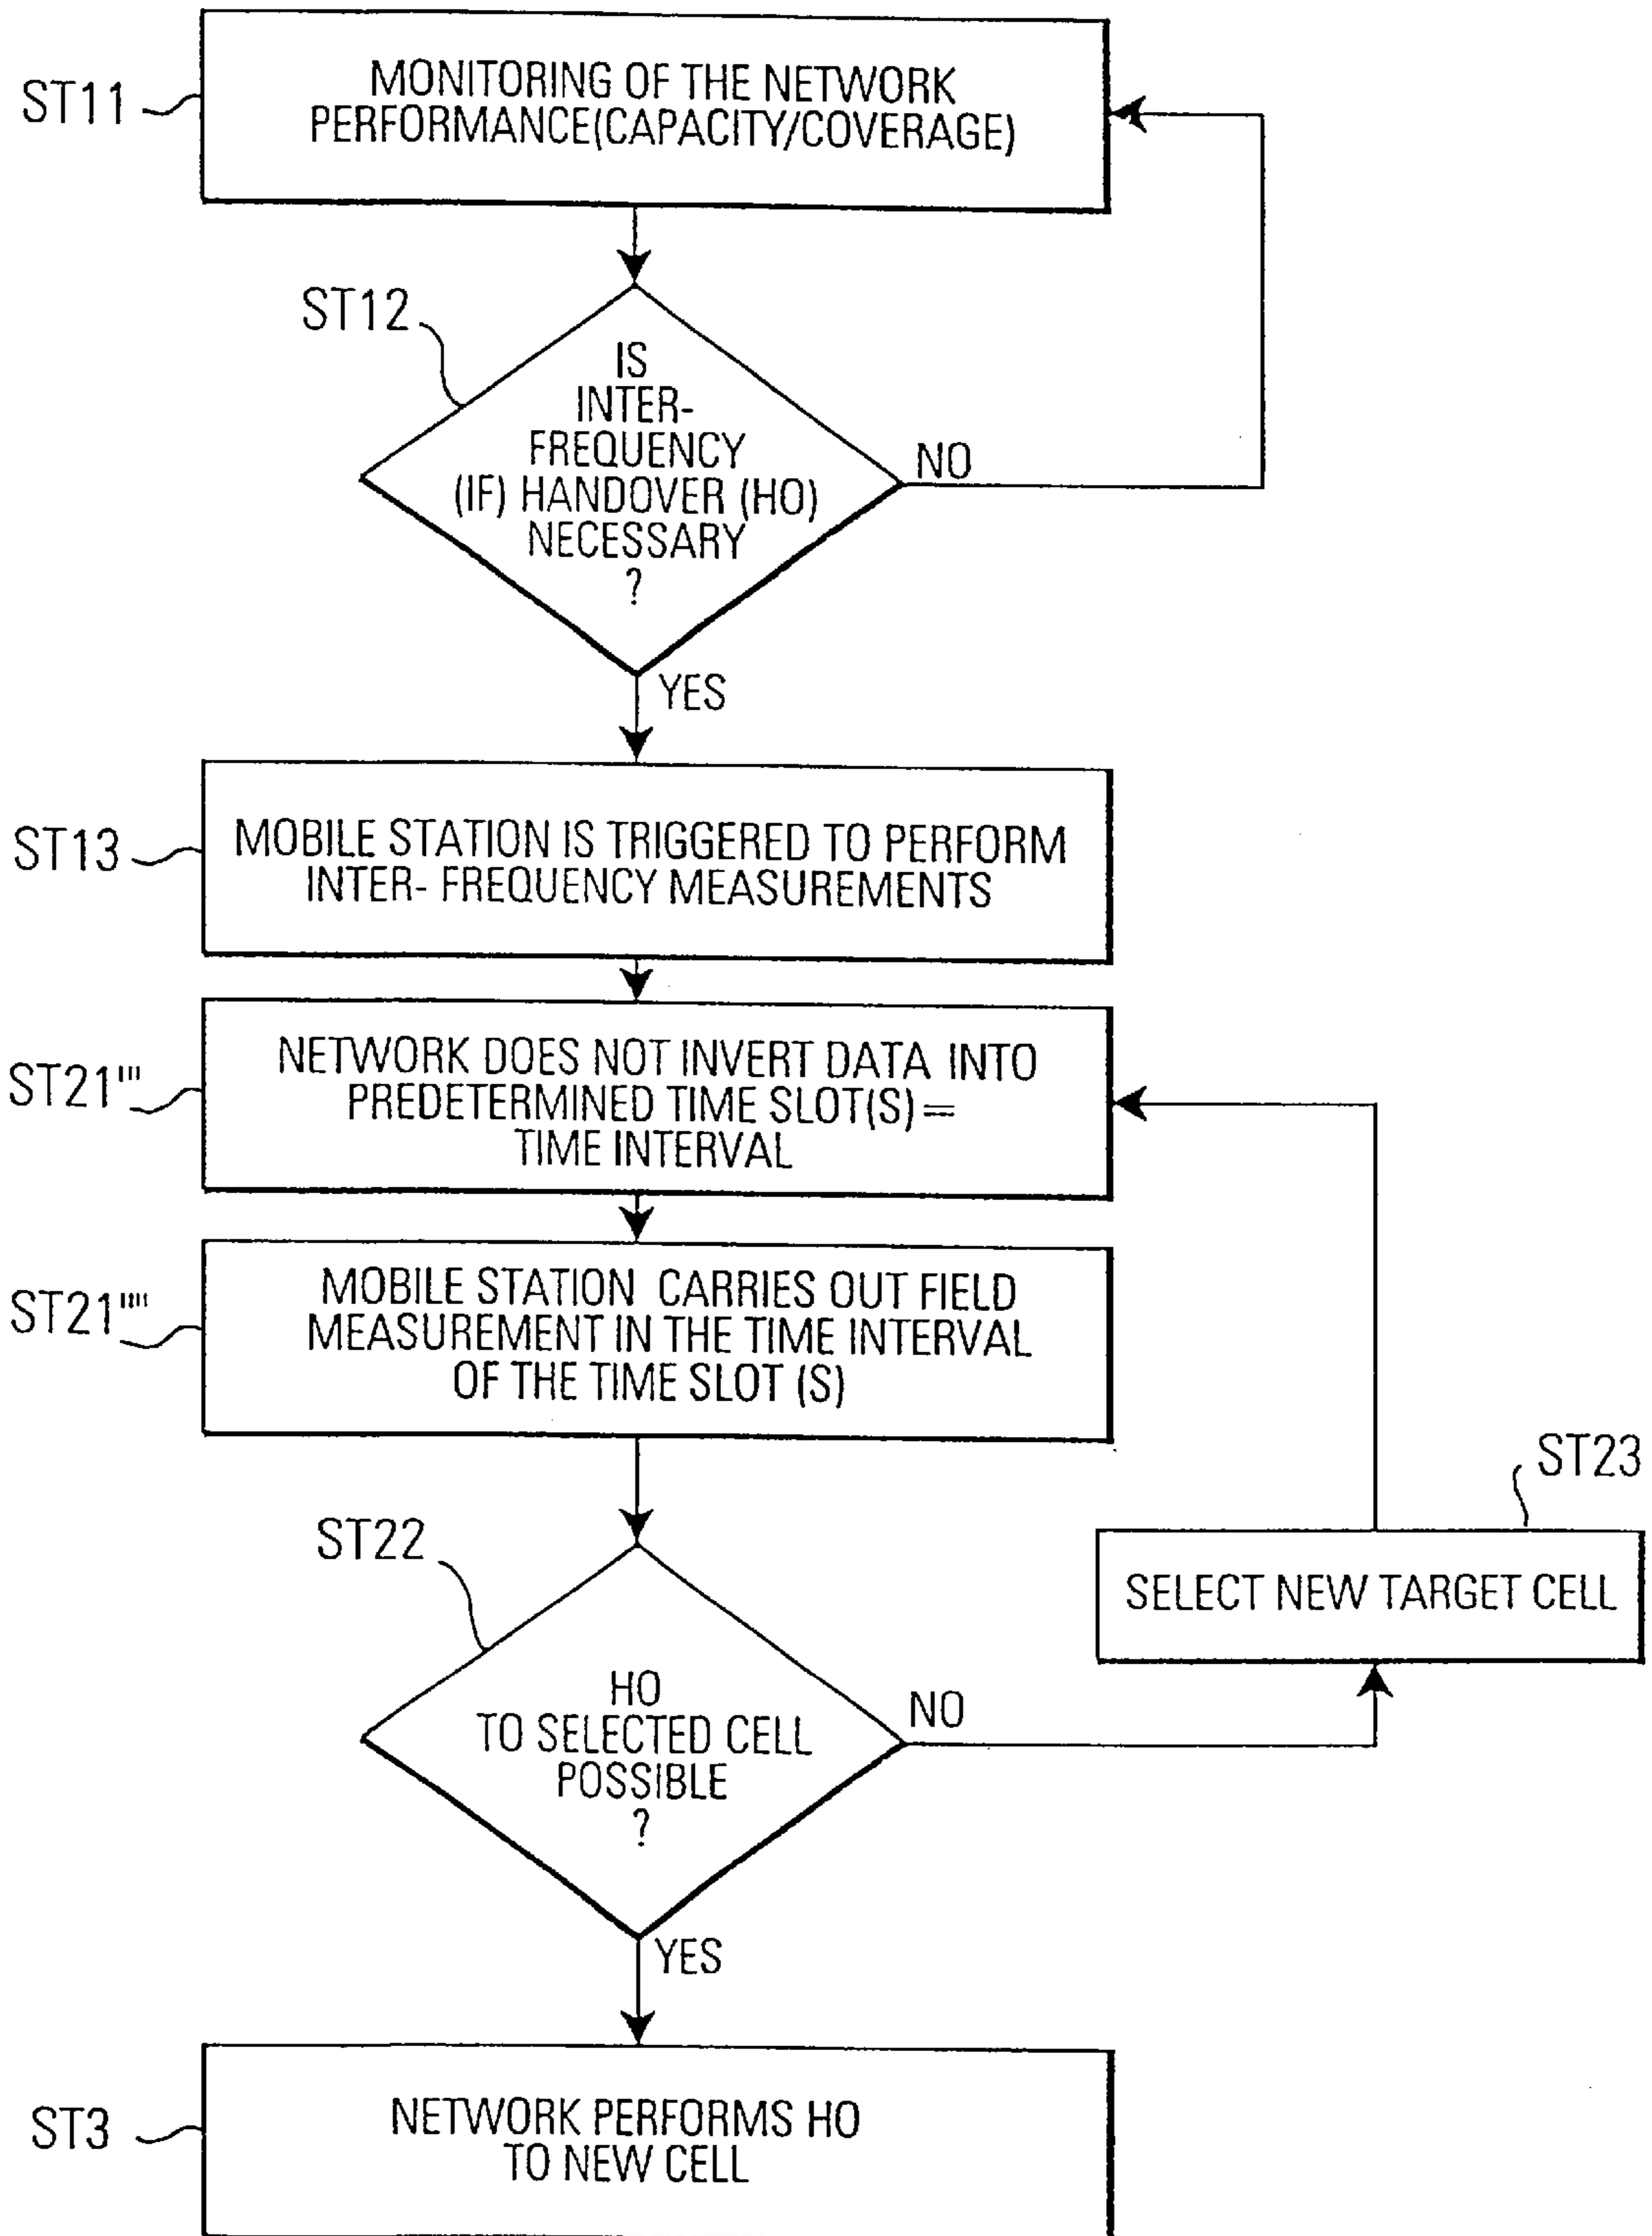 ST11
MONITORING OF THE NETWORK
PERFORMANCE(CAPACITY/COVERAGE)
ST12
IS
INTER-
FREQUENCY
(IF) HANDOVER (HO)
NECESSARY
?
NO
YES
ST13
MOBILE STATION IS TRIGGERED TO PERFORM
INTER- FREQUENCY MEASUREMENTS
ST21'''
NETWORK DOES NOT INVERT DATA INTO
PREDETERMINED TIME SLOT(S)=
TIME INTERVAL
ST21''''
MOBILE STATION CARRIES OUT FIELD
MEASUREMENT IN THE TIME INTERVAL
OF THE TIME SLOT (S)
ST23
SELECT NEW TARGET CELL
ST22
HO
TO SELECTED CELL
POSSIBLE
?
NO
YES
ST3
NETWORK PERFORMS HO
TO NEW CELL